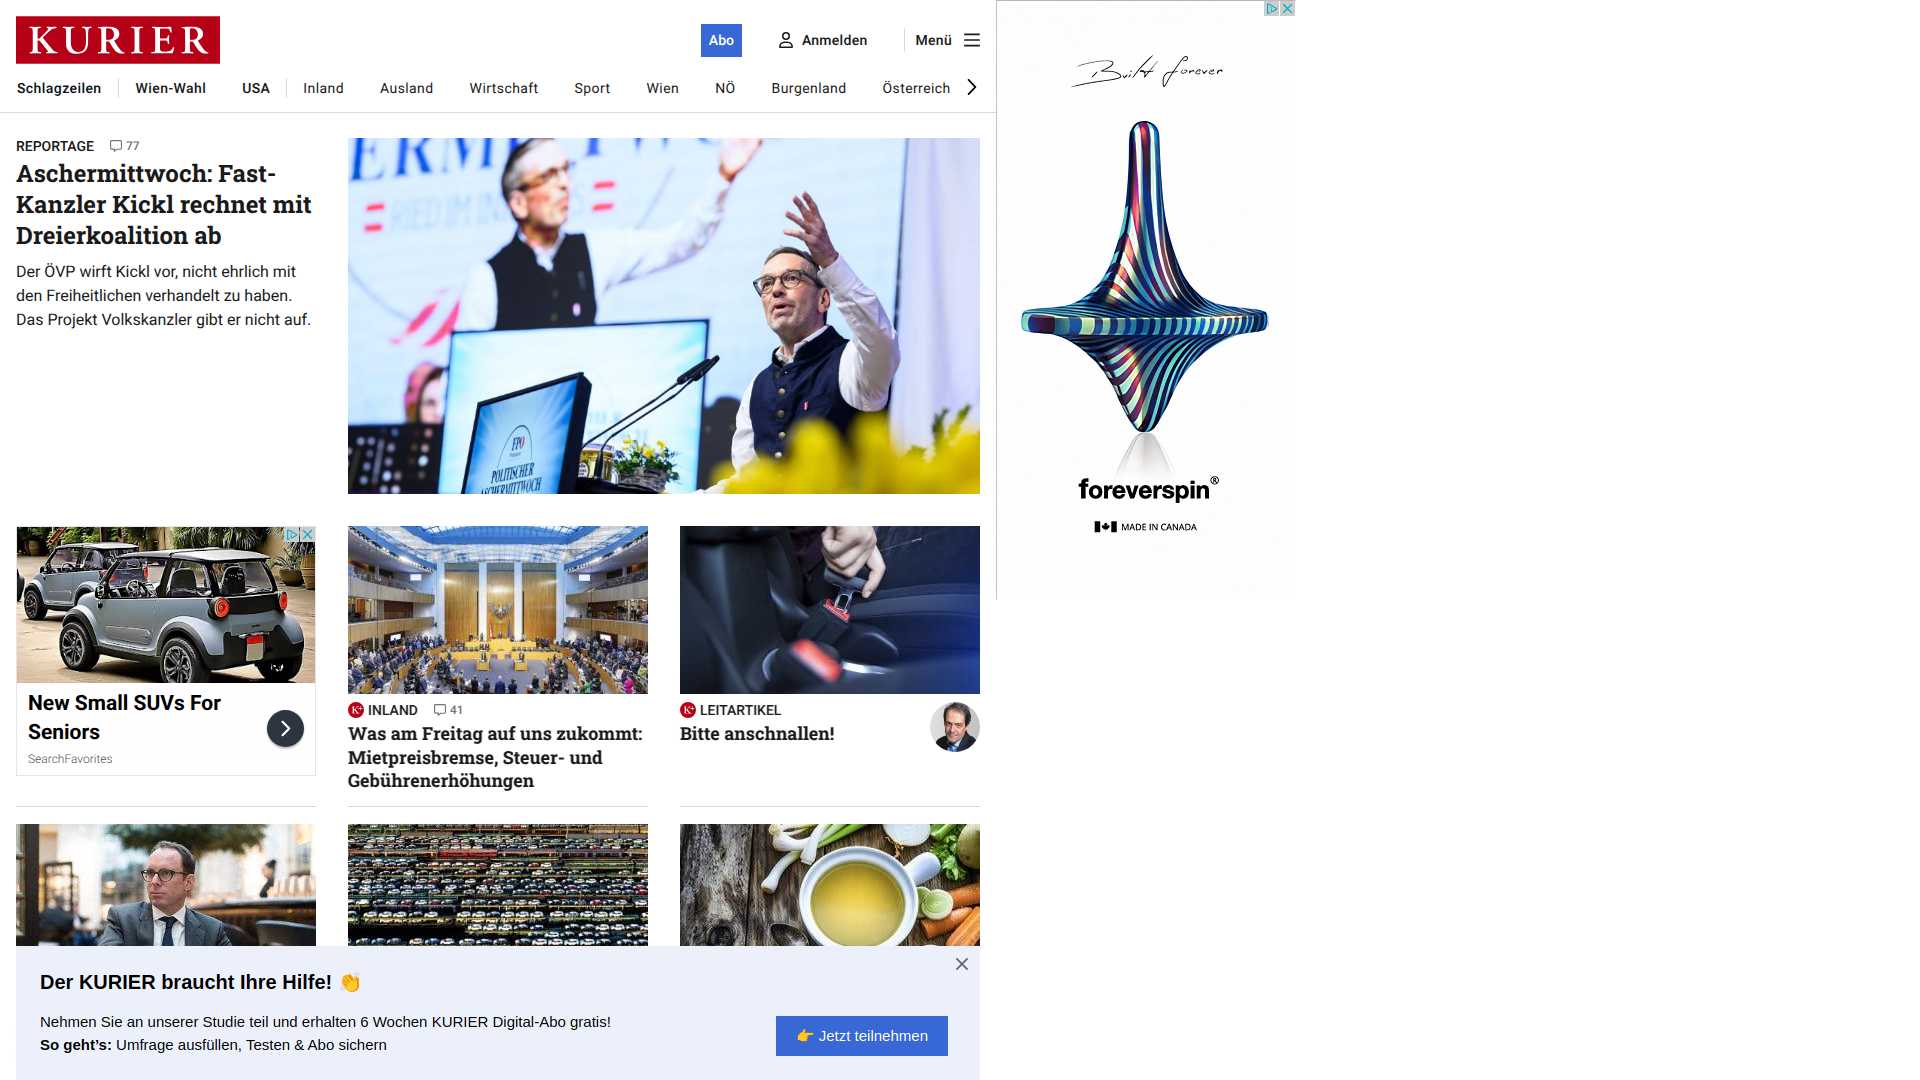 KURIER
Abo
Anmelden
Menü
Schlagzeilen
Wien-Wahl
USA
Inland
Ausland
Wirtschaft
Sport
Wien
NÖ
Burgenland
Österreich
REPORTAGE 77
Aschermittwoch: Fast-
Kanzler Kickl rechnet mit
Dreierkoalition ab
Der ÖVP wirft Kickl vor, nicht ehrlich mit
den Freiheitlichen verhandelt zu haben.
Das Projekt Volkskanzler gibt er nicht auf.
RIED IM
FPÖ
POLITISCHER
ASCHERMITTWOCH
Built forever
foreverspin®
MADE IN CANADA
New Small SUVs For
Seniors
SearchFavorites
K+ INLAND 41
Was am Freitag auf uns zukommt:
Mietpreisbremse, Steuer- und
Gebührenerhöhungen
K+ LEITARTIKEL
Bitte anschnallen!
Der KURIER braucht Ihre Hilfe! 👏
Nehmen Sie an unserer Studie teil und erhalten 6 Wochen KURIER Digital-Abo gratis!
So geht's: Umfrage ausfüllen, Testen & Abo sichern
👉 Jetzt teilnehmen